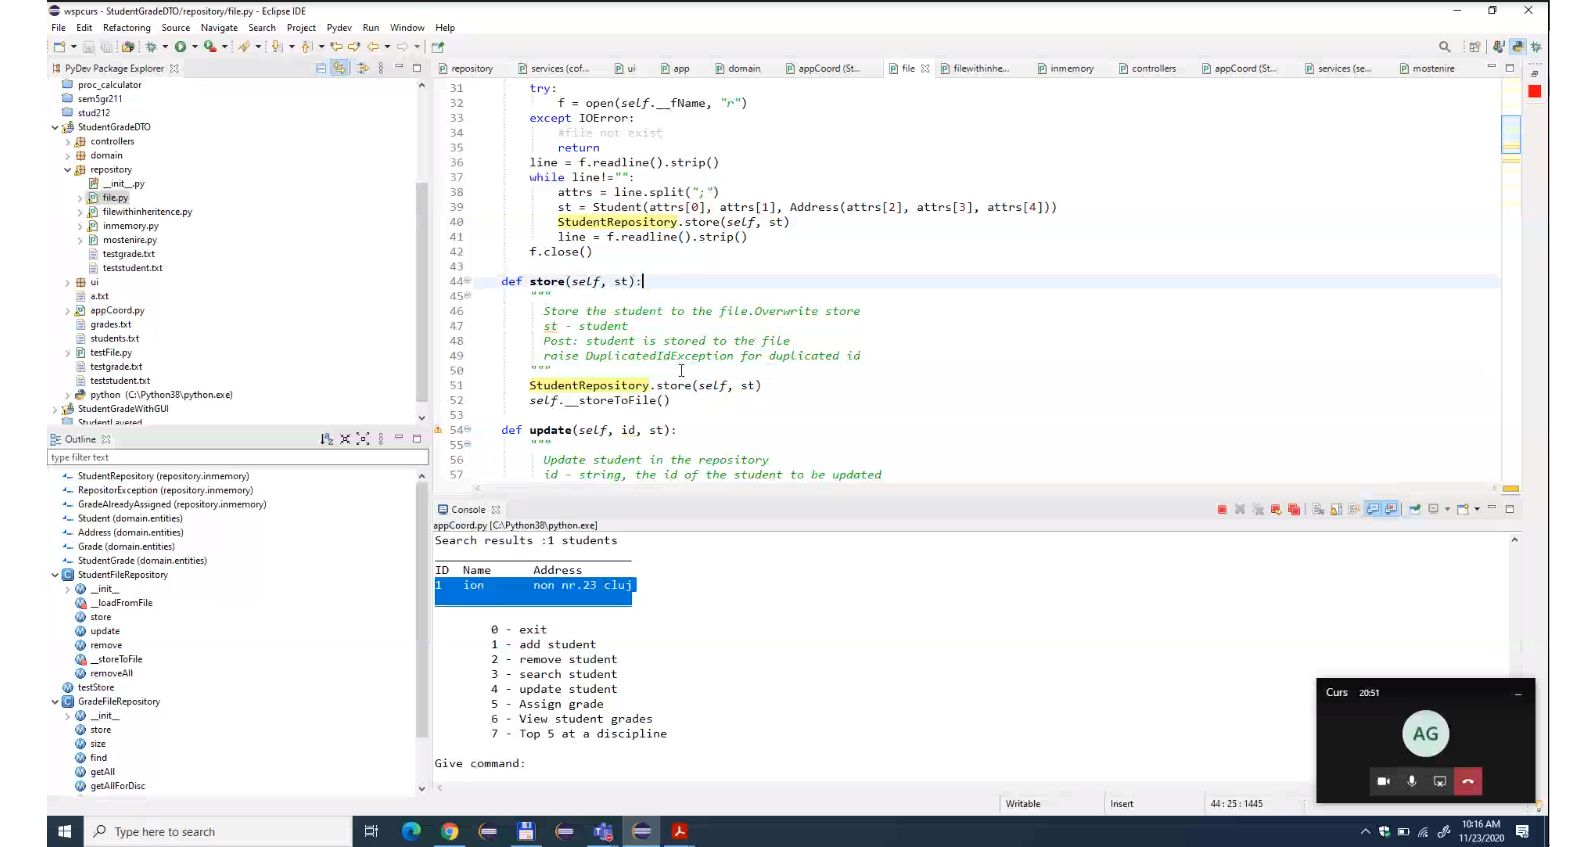 wspcurs - StudentGradeDTO/repository/file.py - Eclipse IDE
File Edit Refactoring Source Navigate Search Project Pydev Run Window Help
PyDev Package Explorer
proc_calculator
sem5gr211
stud212
StudentGradeDTO
controllers
domain
repository
__init__.py
file.py
filewithinheritence.py
inmemory.py
mostenire.py
testgrade.txt
teststudent.txt
ui
a.txt
appCoord.py
grades.txt
students.txt
testFile.py
testgrade.txt
teststudent.txt
python (C:\Python38\python.exe)
StudentGradeWithGUI
StudentLayered
Outline
type filter text
StudentRepository (repository.inmemory)
RepositorException (repository.inmemory)
GradeAlreadyAssigned (repository.inmemory)
Student (domain.entities)
Address (domain.entities)
Grade (domain.entities)
StudentGrade (domain.entities)
StudentFileRepository
__init__
__loadFromFile
store
update
remove
__storeToFile
removeAll
testStore
GradeFileRepository
__init__
store
size
find
getAll
getAllForDisc
repository services (cof... ui app domain appCoord (St... file filewithinhe... inmemory controllers appCoord (St... services (se... mostenire
31 try:
32 f = open(self.__fName, "r")
33 except IOError:
34 #file not exist
35 return
36 line = f.readline().strip()
37 while line!="":
38 attrs = line.split(";")
39 st = Student(attrs[0], attrs[1], Address(attrs[2], attrs[3], attrs[4]))
40 StudentRepository.store(self, st)
41 line = f.readline().strip()
42 f.close()
43
44 def store(self, st):
45 """
46 Store the student to the file.Overwrite store
47 st - student
48 Post: student is stored to the file
49 raise DuplicatedIdException for duplicated id
50 """
51 StudentRepository.store(self, st)
52 self.__storeToFile()
53
54 def update(self, id, st):
55 """
56 Update student in the repository
57 id - string, the id of the student to be updated
Console
appCoord.py [C:\Python38\python.exe]
Search results :1 students
ID Name Address
1 ion non nr.23 cluj
0 - exit
1 - add student
2 - remove student
3 - search student
4 - update student
5 - Assign grade
6 - View student grades
7 - Top 5 at a discipline
Give command:
Curs 20:51
AG
Writable Insert 44 : 25 : 1445
Type here to search
10:16 AM
11/23/2020